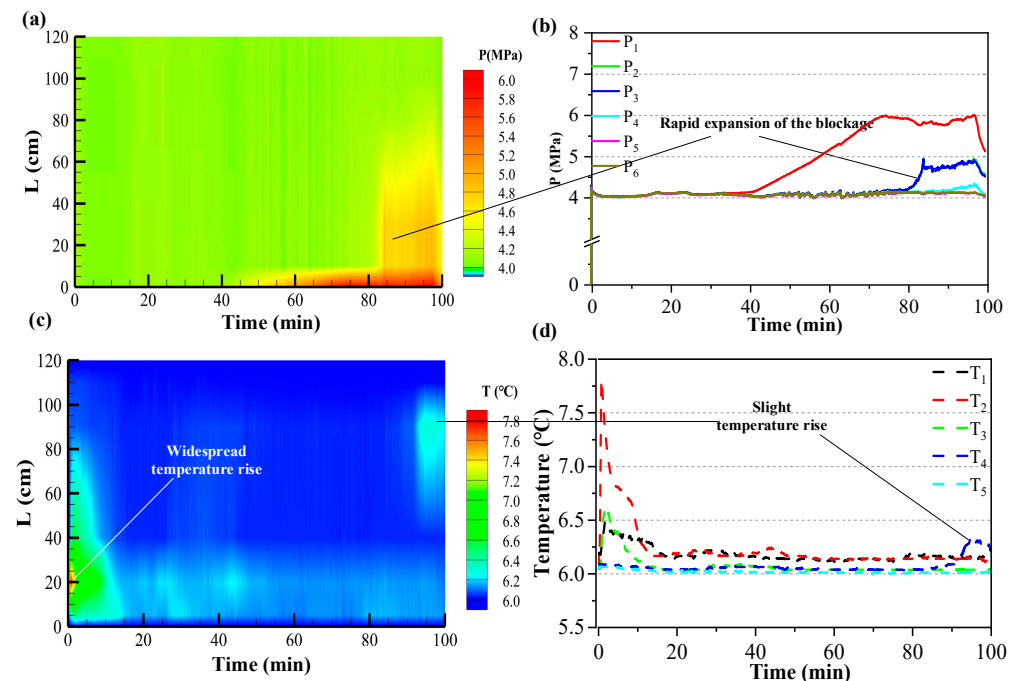 (a)
120
100
80
60
40
20
0
L (cm)
0 20 40 60 80 100
Time (min)
P(MPa)
6.0
5.8
5.6
5.4
5.2
5.0
4.8
4.6
4.4
4.2
4.0
(b)
8
7
6
5
4
0
P (MPa)
P1
P2
P3
P4
P5
P6
Rapid expansion of the blockage
0 20 40 60 80 100
Time (min)
(c)
120
100
80
60
40
20
0
L (cm)
Widespread
temperature rise
0 20 40 60 80 100
Time (min)
T (°C)
7.8
7.6
7.4
7.2
7.0
6.8
6.6
6.4
6.2
6.0
(d)
8.0
7.5
7.0
6.5
6.0
5.5
Temperature (°C)
Slight
temperature rise
T1
T2
T3
T4
T5
0 20 40 60 80 100
Time (min)